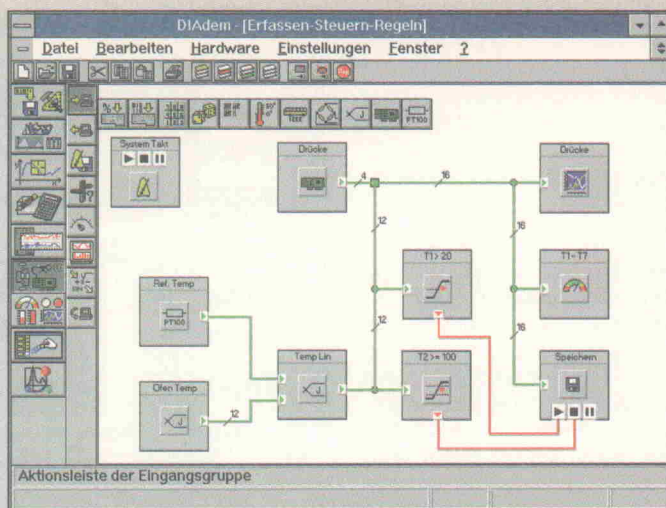 DIAdem - [Erfassen-Steuern-Regeln]
Datei Bearbeiten Hardware Einstellungen Fenster ?
PT100
System Takt
Drücke
4
16
Drücke
12
16
T1 > 20
T1 - T7
Ref. Temp
PT100
12
16
Temp Lin
J
T2 >= 100
Speichern
Ofen Temp
J
12
Aktionsleiste der Eingangsgruppe